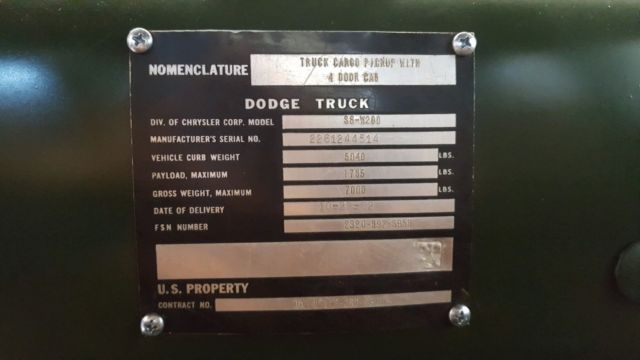 NOMENCLATURE TRUCK CARGO PICKUP WITH
4 DOOR CAB
DODGE TRUCK
DIV. OF CHRYSLER CORP. MODEL S6-W200
MANUFACTURER'S SERIAL NO. 2261244514
VEHICLE CURB WEIGHT 5040 LBS.
PAYLOAD, MAXIMUM LBS.
GROSS WEIGHT, MAXIMUM 7000 LBS.
DATE OF DELIVERY
FSN NUMBER
U.S. PROPERTY
CONTRACT NO.